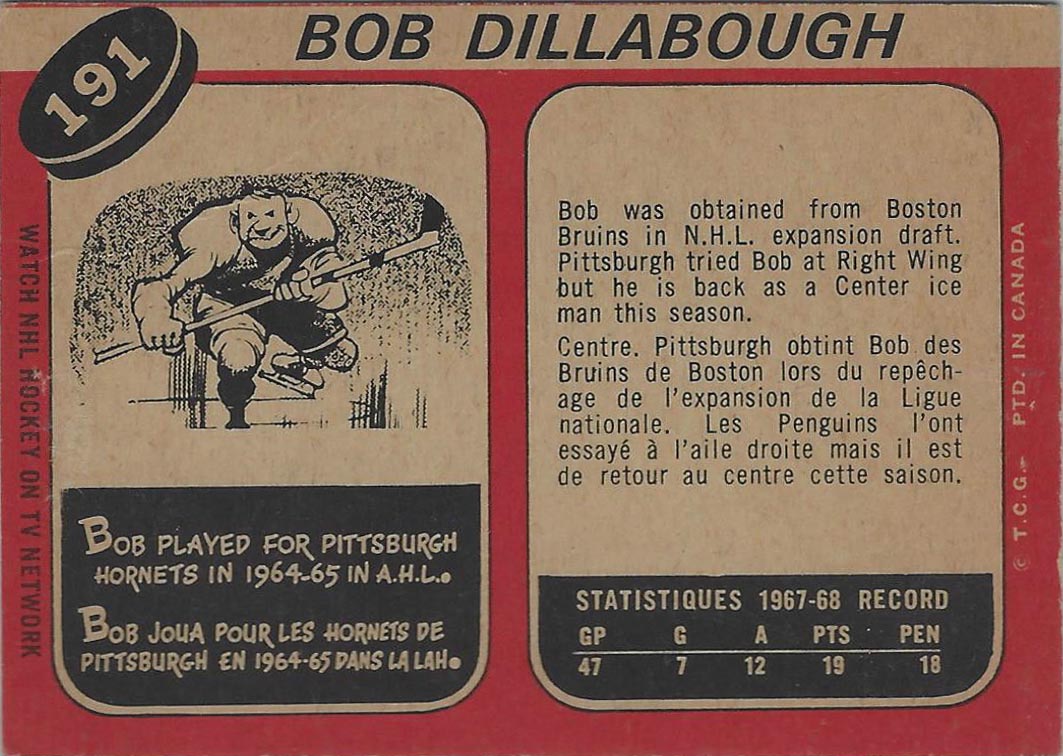 191
BOB DILLABOUGH
WATCH NHL HOCKEY ON TV NETWORK
BOB PLAYED FOR PITTSBURGH
HORNETS IN 1964-65 IN A.H.L.
BOB JOUA POUR LES HORNETS DE
PITTSBURGH EN 1964-65 DANS LA LAH.
Bob was obtained from Boston
Bruins in N.H.L. expansion draft.
Pittsburgh tried Bob at Right Wing
but he is back as a Center ice
man this season.
Centre. Pittsburgh obtint Bob des
Bruins de Boston lors du repêch-
age de l'expansion de la Ligue
nationale. Les Penguins l'ont
essayé à l'aile droite mais il est
de retour au centre cette saison.
STATISTIQUES 1967-68 RECORD
GP G A PTS PEN
47 7 12 19 18
© T.C.G. PTD. IN CANADA